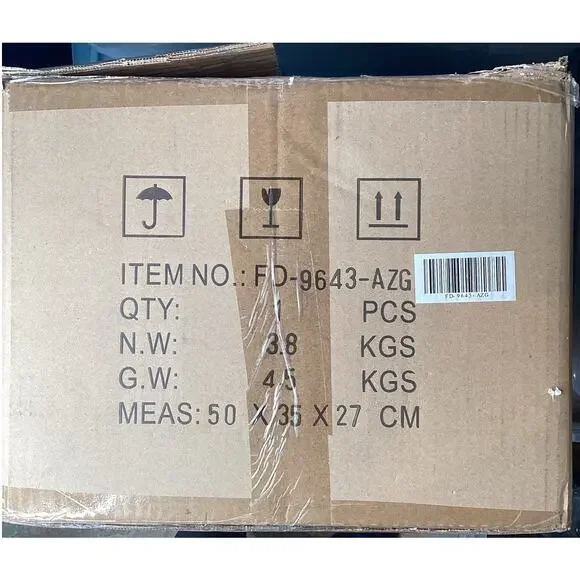 ITEM NO.: FD-9643-AZG
QTY: 1 PCS
N.W: 3.8 KGS
G.W: 4.5 KGS
MEAS: 50 X 35 X 27 CM
FD-9643-AZG